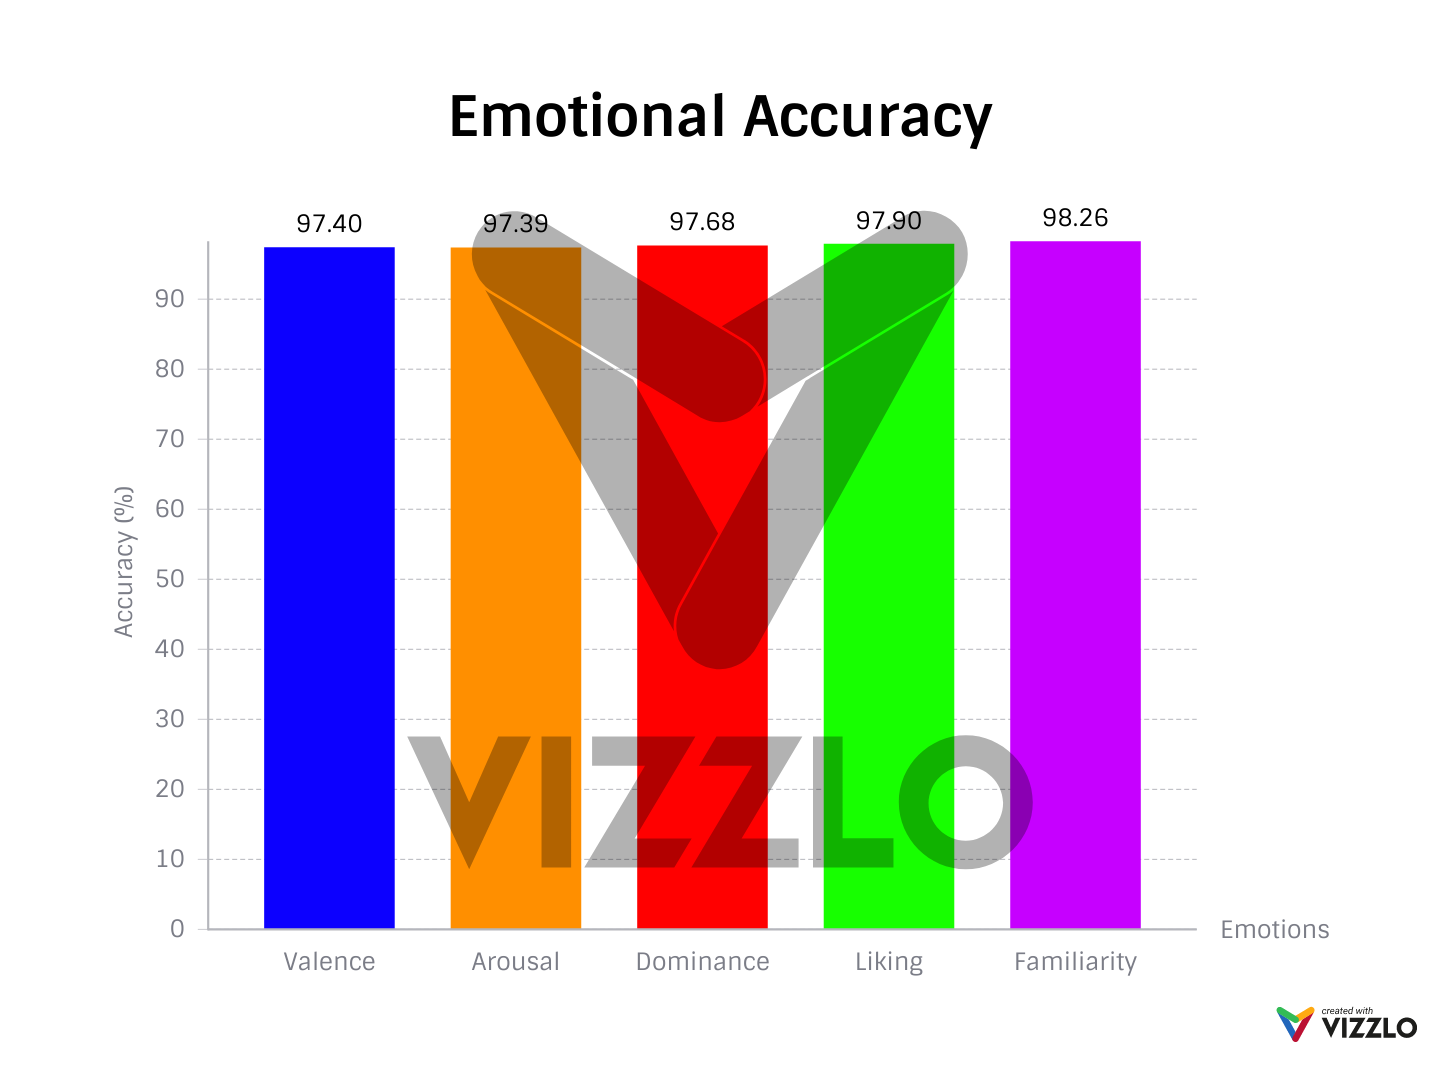 Emotional Accuracy
97.40 97.39 97.68 97.90 98.26
90
80
70
60
50
40
30
20
10
0
Accuracy (%)
VIZZLO
Emotions
Valence Arousal Dominance Liking Familiarity
created with
VIZZLO